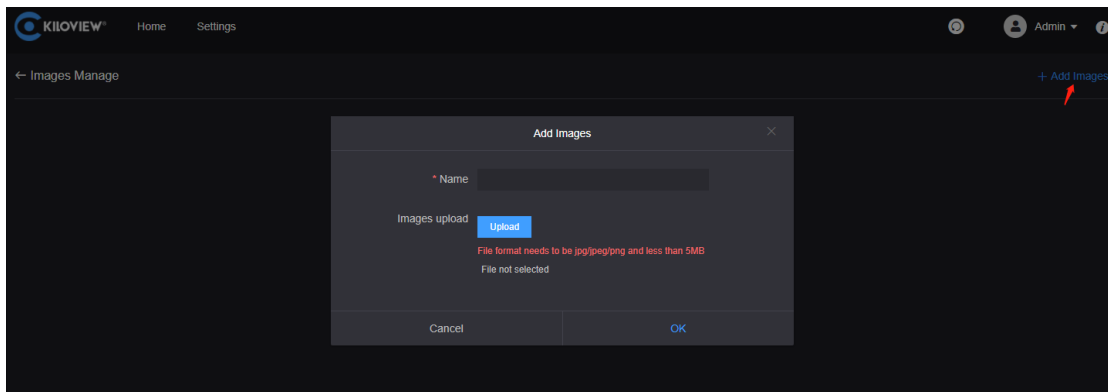 KILOVIEW® Home Settings Admin
← Images Manage + Add Images
Add Images
* Name
Images upload Upload
File format needs to be jpg/jpeg/png and less than 5MB
File not selected
Cancel OK